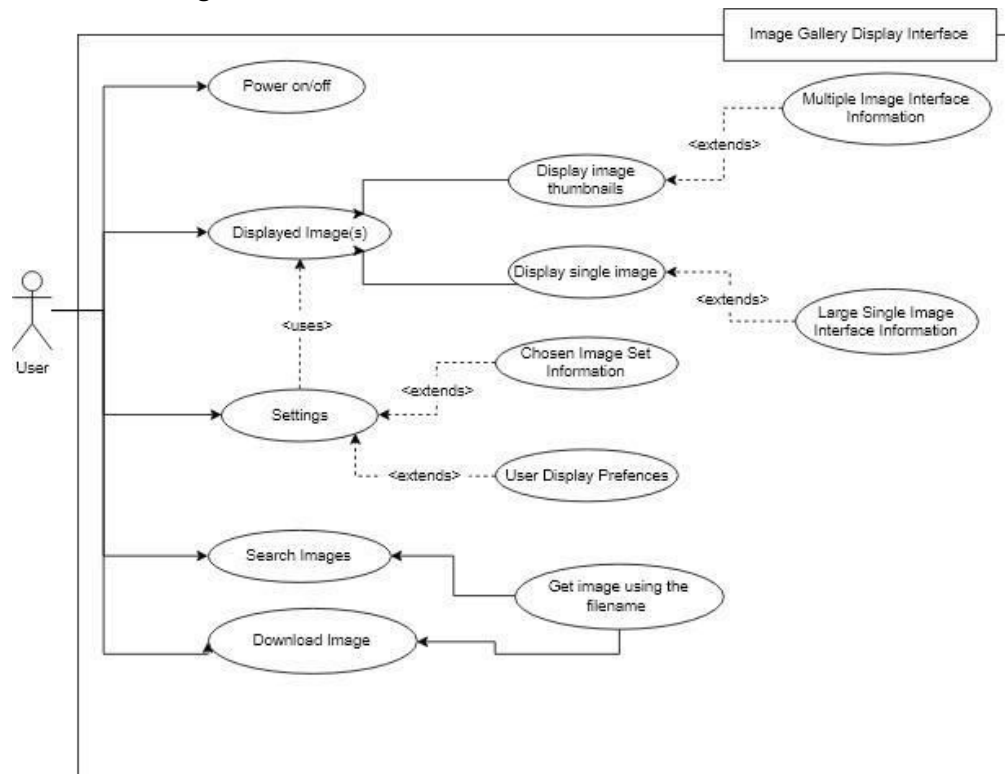 Image Gallery Display Interface
Power on/off
Multiple Image Interface
Information
<extends>
Display image
thumbnails
Displayed Image(s)
Display single image
<extends>
Large Single Image
Interface Information
<uses>
User
Chosen Image Set
Information
<extends>
Settings
<extends>
User Display Prefences
Search Images
Get image using the
filename
Download Image